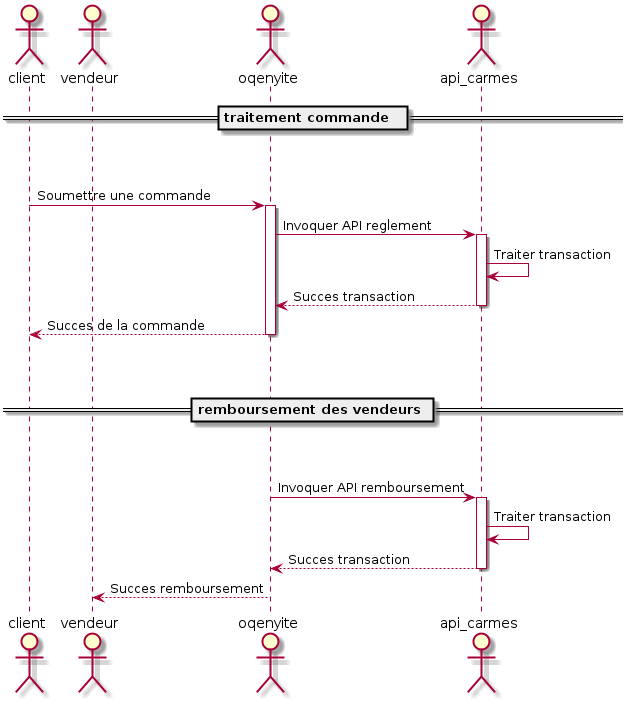 client vendeur oqenyite api_carmes
traitement commande
Soumettre une commande
Invoquer API reglement
Traiter transaction
Succes transaction
Succes de la commande
remboursement des vendeurs
Invoquer API remboursement
Traiter transaction
Succes transaction
Succes remboursement
client vendeur oqenyite api_carmes